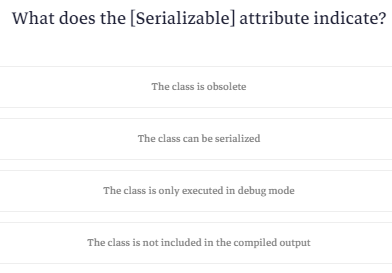 What does the [Serializable] attribute indicate?
The class is obsolete
The class can be serialized
The class is only executed in debug mode
The class is not included in the compiled output